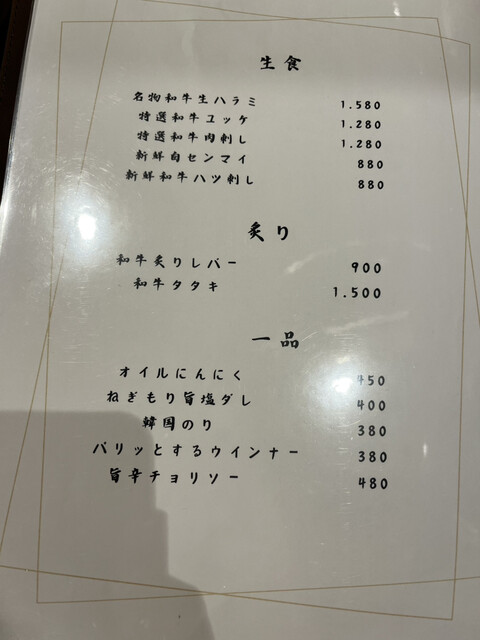 生食
名物和牛生ハラミ 1.580
特選和牛ユッケ 1.280
特選和牛肉刺し 1.280
新鮮白センマイ 880
新鮮和牛ハツ刺し 880
炙り
和牛炙りレバー 900
和牛タタキ 1.500
一品
オイルにんにく 450
ねぎもり旨塩ダレ 400
韓国のり 380
パリッとするウインナー 380
旨辛チョリソー 480